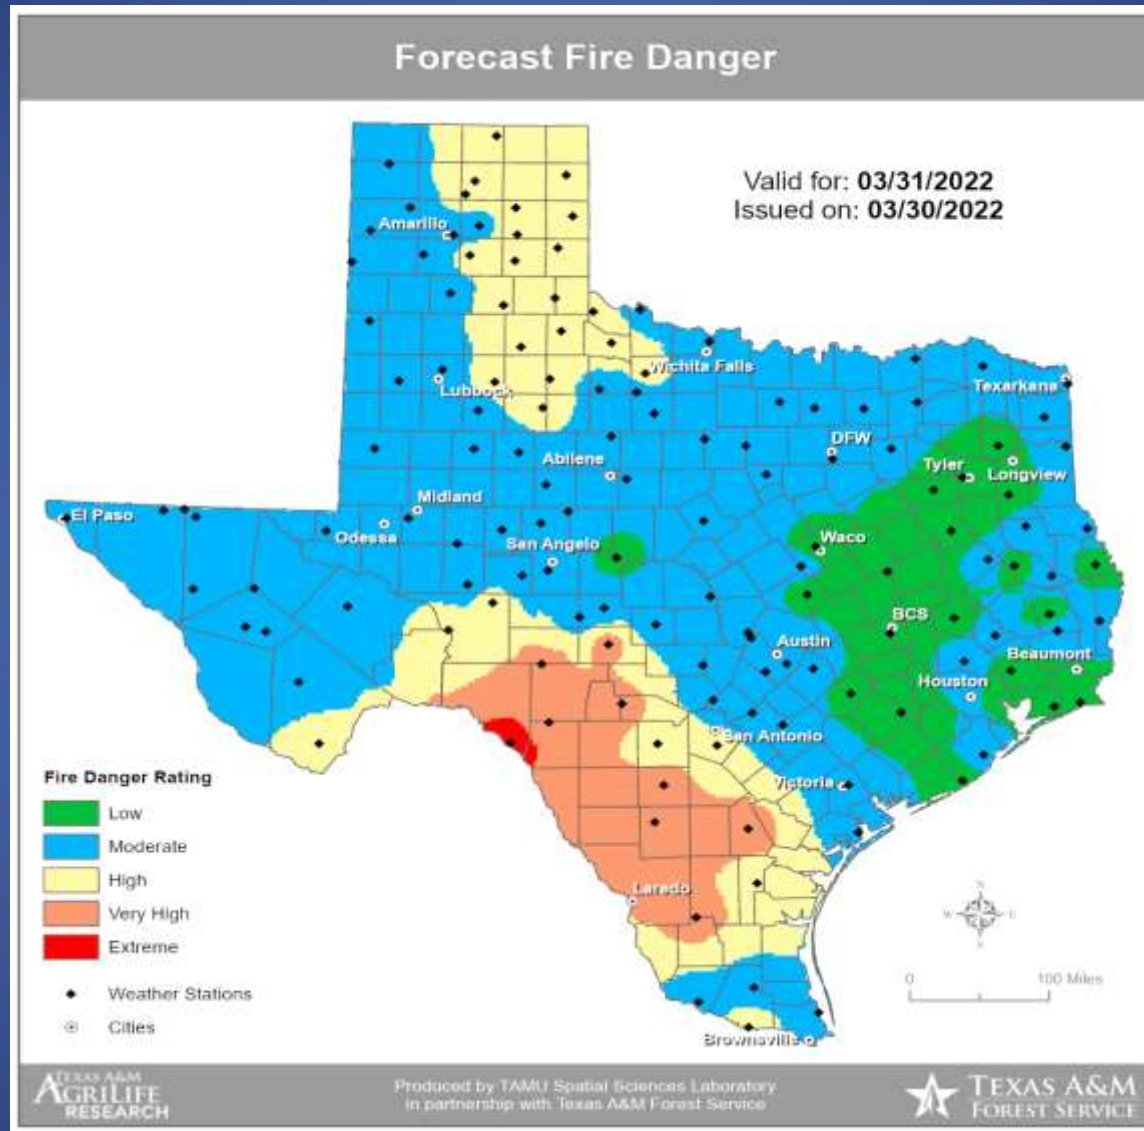 Forecast Fire Danger
Valid for: 03/31/2022
Issued on: 03/30/2022
Amarillo
Wichita Falls
Lubbock
Texarkana
DFW
Abilene
Tyler
Longview
Midland
El Paso
Odessa
San Angelo
Waco
BCS
Austin
Beaumont
Houston
San Antonio
Victoria
Fire Danger Rating
Low
Moderate
High
Very High
Extreme
Weather Stations
Cities
Laredo
N
W E
S
0 100 Miles
Brownsville
TEXAS A&M
AGRILIFE
RESEARCH
Produced by TAMU Spatial Sciences Laboratory
in partnership with Texas A&M Forest Service
TEXAS A&M
FOREST SERVICE